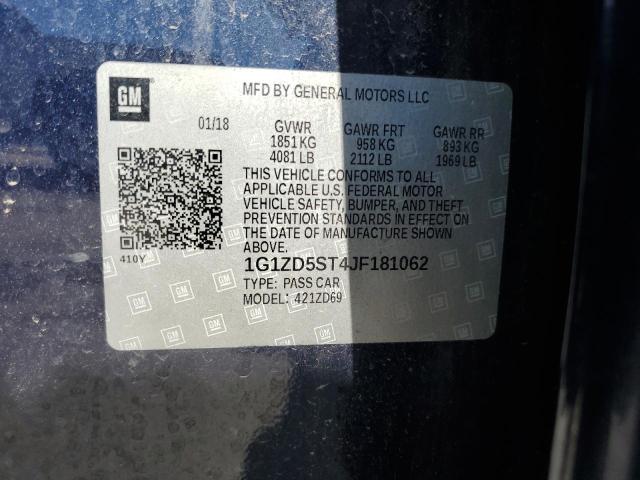 GM
MFD BY GENERAL MOTORS LLC
01/18 GVWR GAWR FRT GAWR RR
1851 KG 958 KG 893 KG
4081 LB 2112 LB 1969 LB
THIS VEHICLE CONFORMS TO ALL
APPLICABLE U.S. FEDERAL MOTOR
VEHICLE SAFETY, BUMPER, AND THEFT
PREVENTION STANDARDS IN EFFECT ON
THE DATE OF MANUFACTURE SHOWN
ABOVE.
410Y
1G1ZD5ST4JF181062
TYPE: PASS CAR
MODEL: 421ZD69